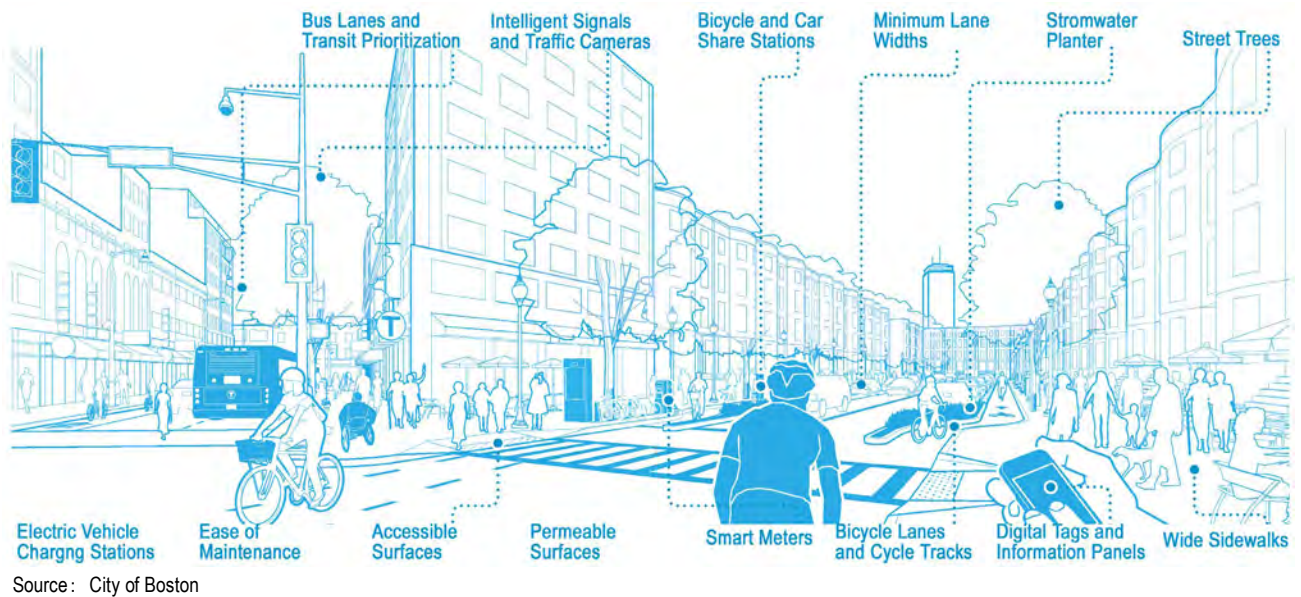 Bus Lanes and
Transit Prioritization
Intelligent Signals
and Traffic Cameras
Bicycle and Car
Share Stations
Minimum Lane
Widths
Stromwater
Planter
Street Trees
T
Electric Vehicle
Chargng Stations
Ease of
Maintenance
Accessible
Surfaces
Permeable
Surfaces
Smart Meters
Bicycle Lanes
and Cycle Tracks
Digital Tags and
Information Panels
Wide Sidewalks
Source: City of Boston